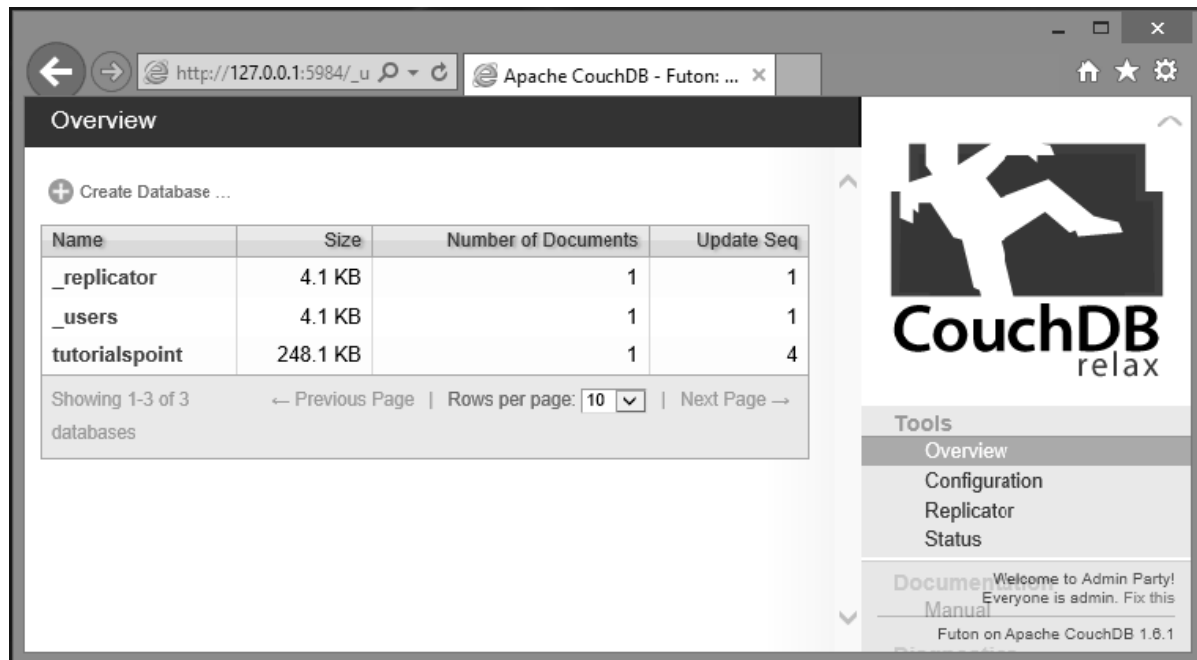 http://127.0.0.1:5984/_u
Apache CouchDB - Futon: ...
Overview
Create Database ...
Name Size Number of Documents Update Seq
_replicator 4.1 KB 1 1
_users 4.1 KB 1 1
tutorialspoint 248.1 KB 1 4
Showing 1-3 of 3 databases
← Previous Page | Rows per page: 10 | Next Page →
CouchDB
relax
Tools
Overview
Configuration
Replicator
Status
Documentation
Manual
Welcome to Admin Party!
Everyone is admin. Fix this
Futon on Apache CouchDB 1.6.1